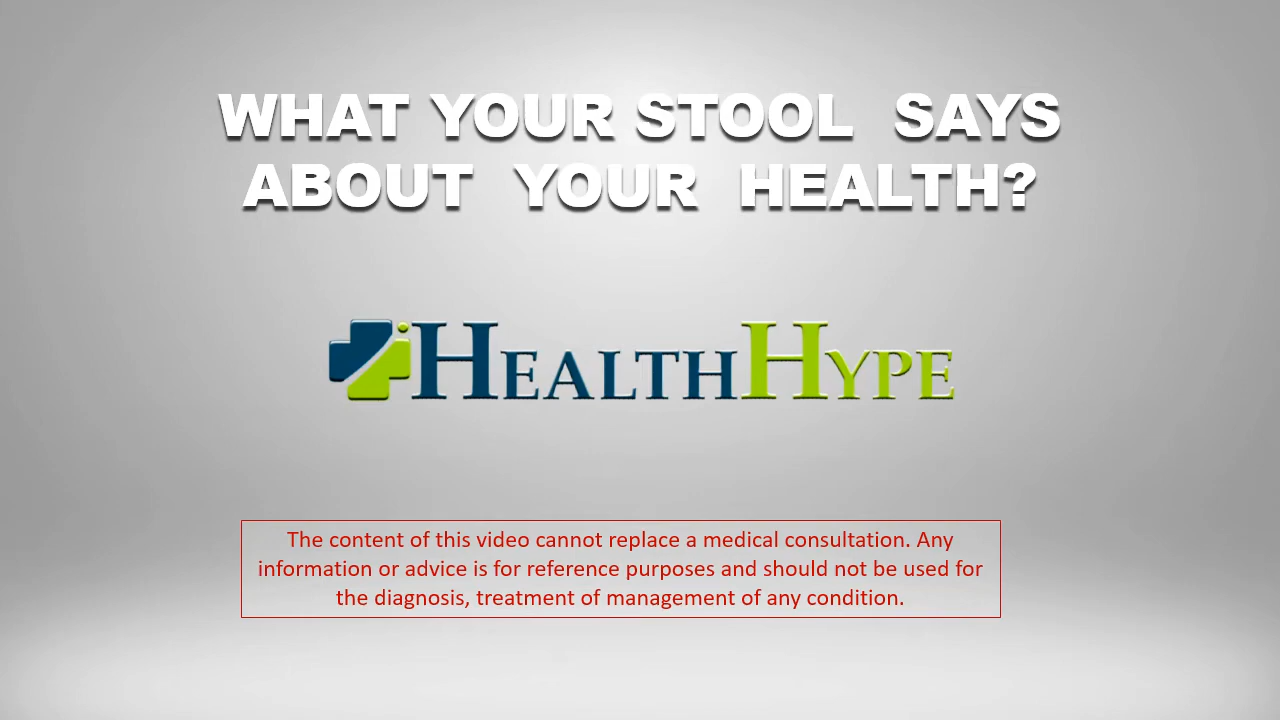 WHAT YOUR STOOL SAYS
ABOUT YOUR HEALTH?
HEALTHHYPE
The content of this video cannot replace a medical consultation. Any
information or advice is for reference purposes and should not be used for
the diagnosis, treatment of management of any condition.